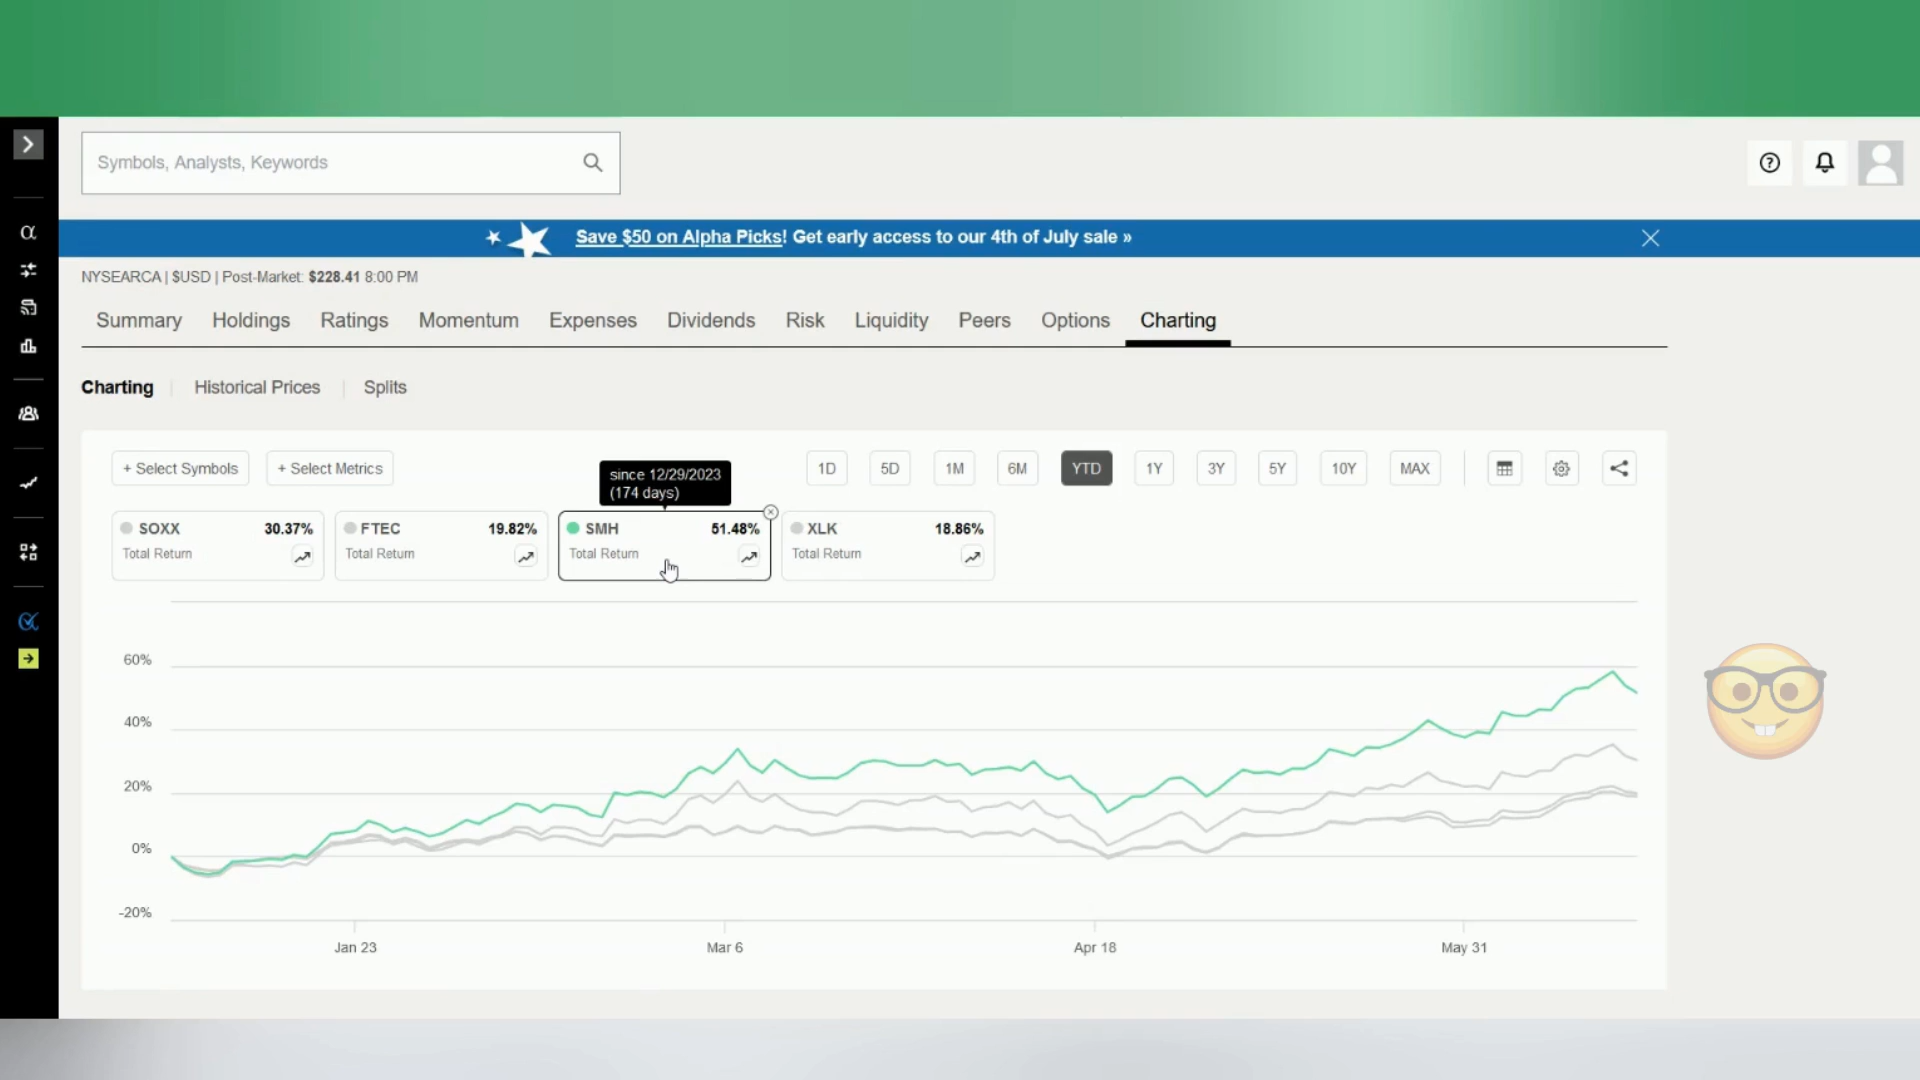 Symbols, Analysts, Keywords
Save $50 on Alpha Picks! Get early access to our 4th of July sale »
NYSEARCA | $USD | Post-Market: $228.41 8:00 PM
Summary Holdings Ratings Momentum Expenses Dividends Risk Liquidity Peers Options Charting
Charting Historical Prices Splits
+ Select Symbols + Select Metrics 1D 5D 1M 6M YTD 1Y 3Y 5Y 10Y MAX
since 12/29/2023
(174 days)
SOXX 30.37% FTEC 19.82% SMH 51.48% XLK 18.86%
Total Return Total Return Total Return Total Return
60%
40%
20%
0%
-20%
Jan 23 Mar 6 Apr 18 May 31